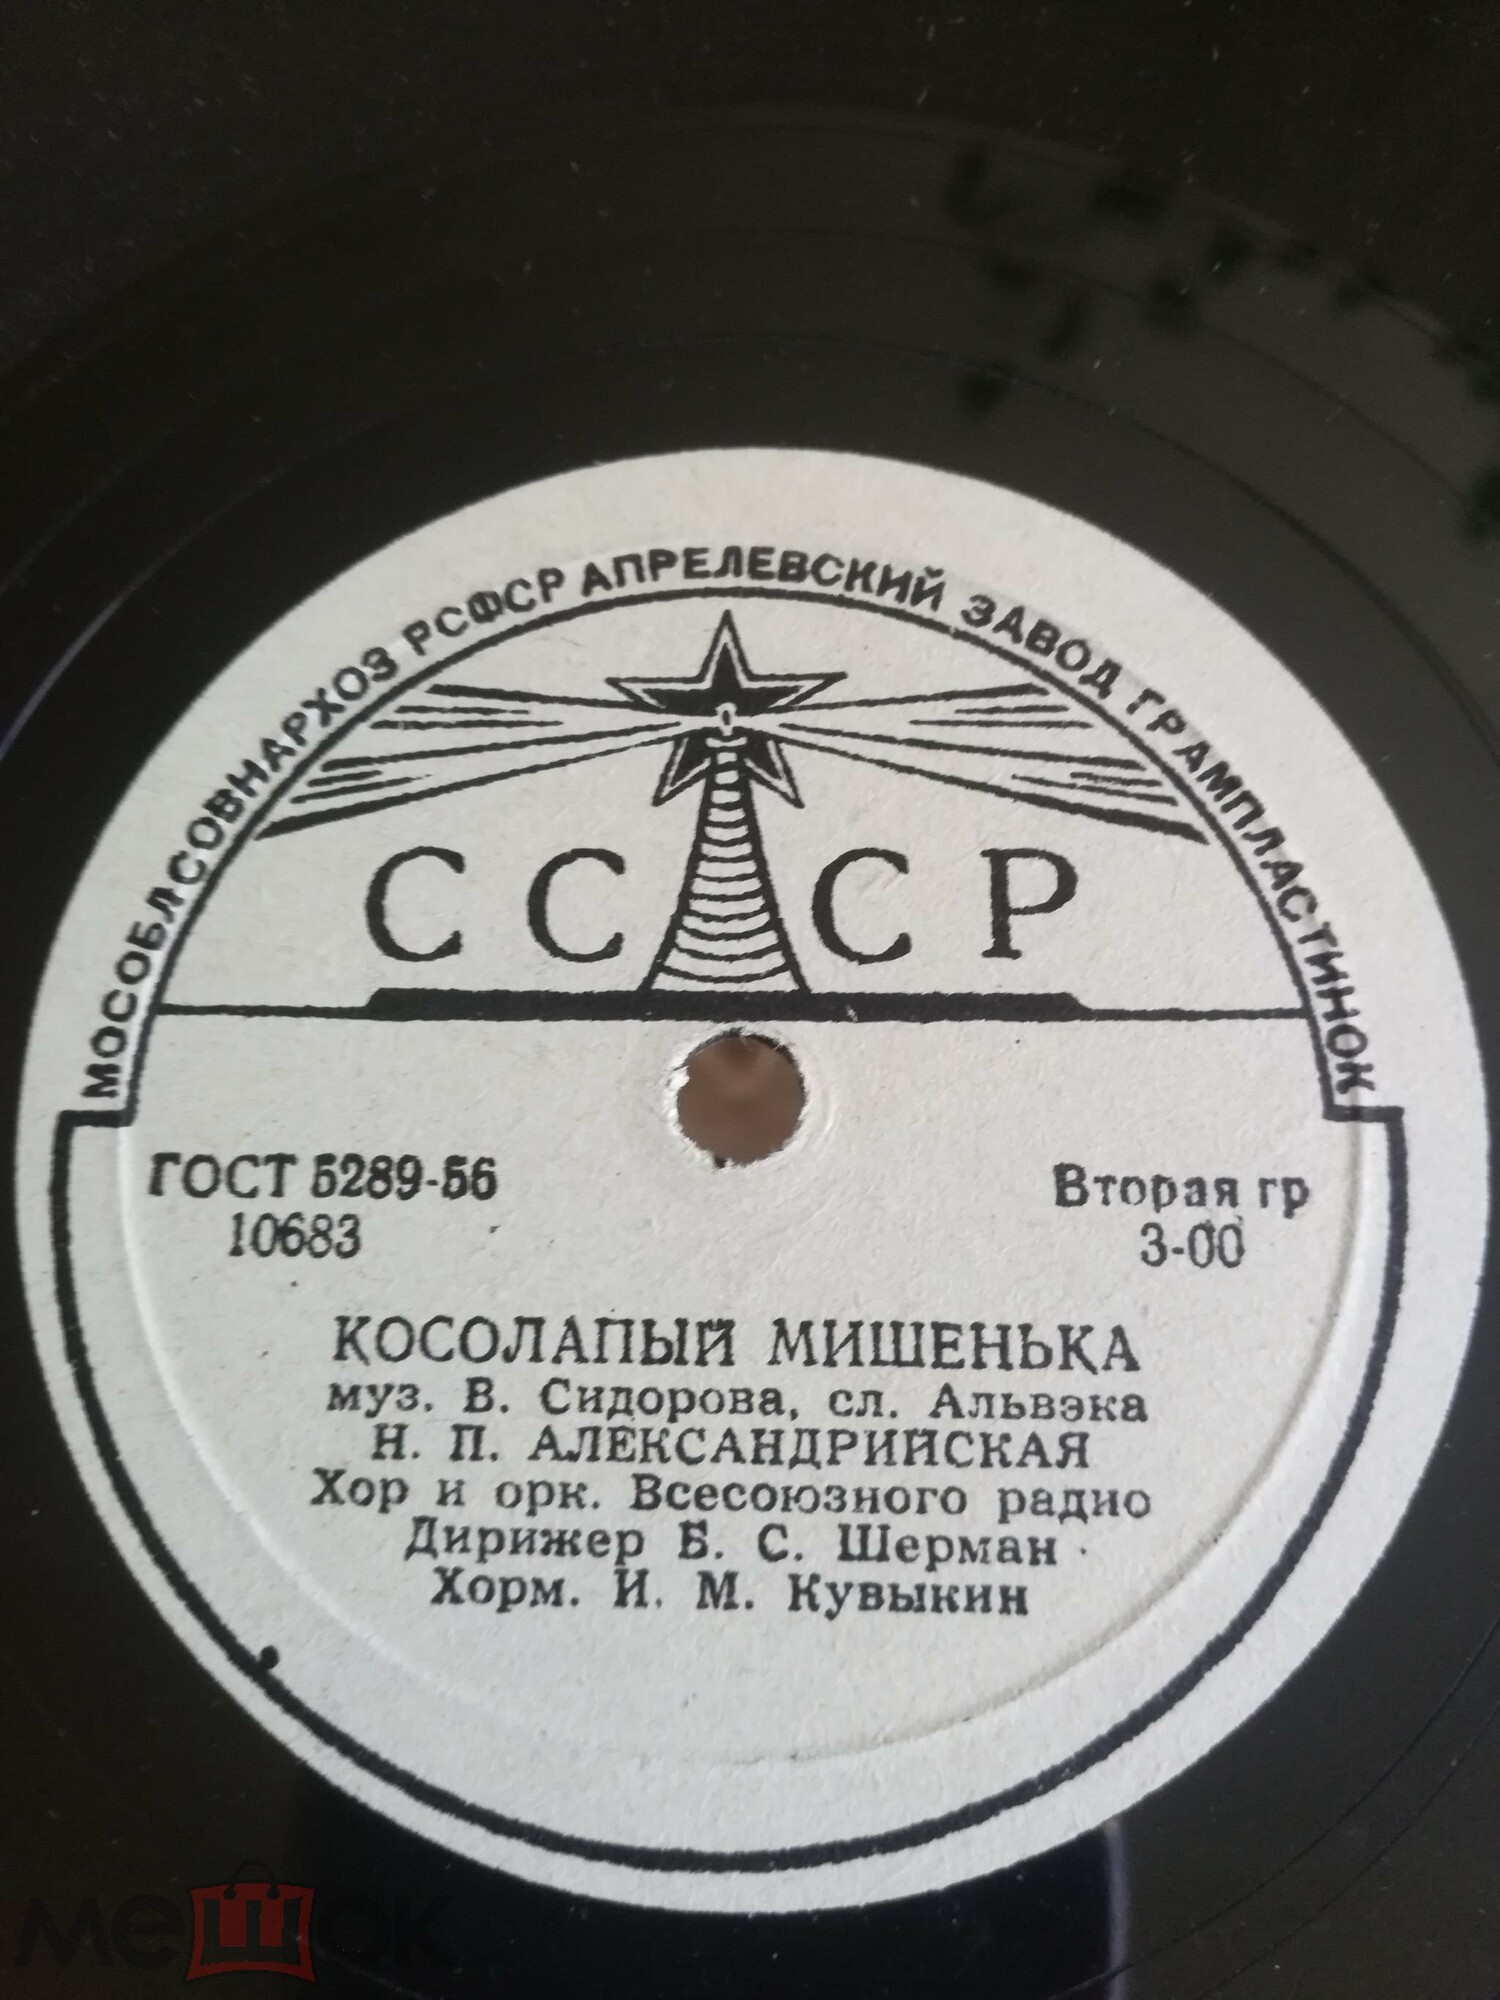 МОСОБЛСОВНАРХОЗ РСФСР АПРЕЛЕВСКИЙ ЗАВОД ГРАМПЛАСТИНОК
СССР
ГОСТ 5289-56
10683
Вторая гр
3-00
КОСОЛАПЫЙ МИШЕНЬКА
муз. В. Сидорова, сл. Альвэка
Н. П. АЛЕКСАНДРИЙСКАЯ
Хор и орк. Всесоюзного радио
Дирижер Б. С. Шерман
Хорм. И. М. Кувыкин
мешок